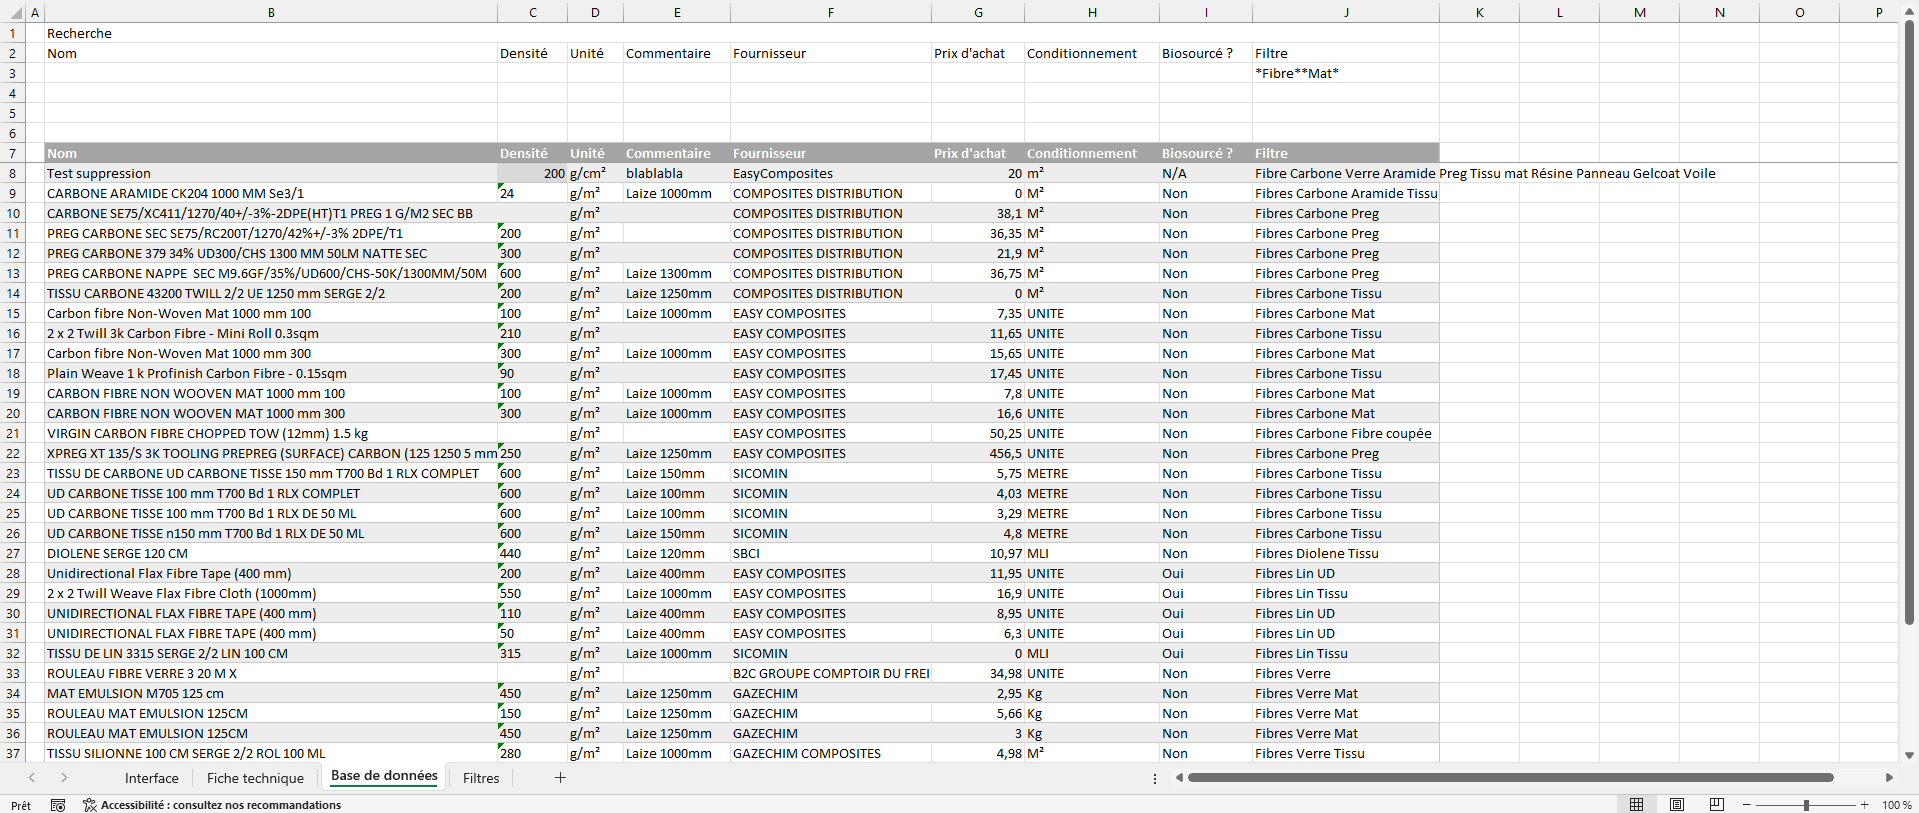 A B C D E F G H I J K L M N O P
1 Recherche
2 Nom Densité Unité Commentaire Fournisseur Prix d'achat Conditionnement Biosourcé ? Filtre
3 *Fibre**Mat*
4
5
6
7 Nom Densité Unité Commentaire Fournisseur Prix d'achat Conditionnement Biosourcé ? Filtre
8 Test suppression 200 g/cm² blablabla EasyComposites 20 m² N/A Fibre Carbone Verre Aramide Preg Tissu mat Résine Panneau Gelcoat Voile
9 CARBONE ARAMIDE CK204 1000 MM Se3/1 24 g/m² Laize 1000mm COMPOSITES DISTRIBUTION 0 M² Non Fibres Carbone Aramide Tissu
10 CARBONE SE75/XC411/1270/40+/-3%-2DPE(HT)T1 PREG 1 G/M2 SEC BB g/m² COMPOSITES DISTRIBUTION 38,1 M² Non Fibres Carbone Preg
11 PREG CARBONE SEC SE75/RC200T/1270/42%+/-3% 2DPE/T1 200 g/m² COMPOSITES DISTRIBUTION 36,35 M² Non Fibres Carbone Preg
12 PREG CARBONE 379 34% UD300/CHS 1300 MM 50LM NATTE SEC 300 g/m² COMPOSITES DISTRIBUTION 21,9 M² Non Fibres Carbone Preg
13 PREG CARBONE NAPPE SEC M9.6GF/35%/UD600/CHS-50K/1300MM/50M 600 g/m² Laize 1300mm COMPOSITES DISTRIBUTION 36,75 M² Non Fibres Carbone Preg
14 TISSU CARBONE 43200 TWILL 2/2 UE 1250 mm SERGE 2/2 200 g/m² Laize 1250mm COMPOSITES DISTRIBUTION 0 M² Non Fibres Carbone Tissu
15 Carbon fibre Non-Woven Mat 1000 mm 100 100 g/m² Laize 1000mm EASY COMPOSITES 7,35 UNITE Non Fibres Carbone Mat
16 2 x 2 Twill 3k Carbon Fibre - Mini Roll 0.3sqm 210 g/m² EASY COMPOSITES 11,65 UNITE Non Fibres Carbone Tissu
17 Carbon fibre Non-Woven Mat 1000 mm 300 300 g/m² Laize 1000mm EASY COMPOSITES 15,65 UNITE Non Fibres Carbone Mat
18 Plain Weave 1 k Profinish Carbon Fibre - 0.15sqm 90 g/m² EASY COMPOSITES 17,45 UNITE Non Fibres Carbone Tissu
19 CARBON FIBRE NON WOOVEN MAT 1000 mm 100 100 g/m² Laize 1000mm EASY COMPOSITES 7,8 UNITE Non Fibres Carbone Mat
20 CARBON FIBRE NON WOOVEN MAT 1000 mm 300 300 g/m² Laize 1000mm EASY COMPOSITES 16,6 UNITE Non Fibres Carbone Mat
21 VIRGIN CARBON FIBRE CHOPPED TOW (12mm) 1.5 kg g/m² EASY COMPOSITES 50,25 UNITE Non Fibres Carbone Fibre coupée
22 XPREG XT 135/S 3K TOOLING PREPREG (SURFACE) CARBON (125 1250 5 mm 250 g/m² Laize 1250mm EASY COMPOSITES 456,5 UNITE Non Fibres Carbone Preg
23 TISSU DE CARBONE UD CARBONE TISSE 150 mm T700 Bd 1 RLX COMPLET 600 g/m² Laize 150mm SICOMIN 5,75 METRE Non Fibres Carbone Tissu
24 UD CARBONE TISSE 100 mm T700 Bd 1 RLX COMPLET 600 g/m² Laize 100mm SICOMIN 4,03 METRE Non Fibres Carbone Tissu
25 UD CARBONE TISSE 100 mm T700 Bd 1 RLX DE 50 ML 600 g/m² Laize 100mm SICOMIN 3,29 METRE Non Fibres Carbone Tissu
26 UD CARBONE TISSE n150 mm T700 Bd 1 RLX DE 50 ML 600 g/m² Laize 150mm SICOMIN 4,8 METRE Non Fibres Carbone Tissu
27 DIOLENE SERGE 120 CM 440 g/m² Laize 120mm SBCI 10,97 MLI Non Fibres Diolene Tissu
28 Unidirectional Flax Fibre Tape (400 mm) 200 g/m² Laize 400mm EASY COMPOSITES 11,95 UNITE Oui Fibres Lin UD
29 2 x 2 Twill Weave Flax Fibre Cloth (1000mm) 550 g/m² Laize 1000mm EASY COMPOSITES 16,9 UNITE Oui Fibres Lin Tissu
30 UNIDIRECTIONAL FLAX FIBRE TAPE (400 mm) 110 g/m² Laize 400mm EASY COMPOSITES 8,95 UNITE Oui Fibres Lin UD
31 UNIDIRECTIONAL FLAX FIBRE TAPE (400 mm) 50 g/m² Laize 400mm EASY COMPOSITES 6,3 UNITE Oui Fibres Lin UD
32 TISSU DE LIN 3315 SERGE 2/2 LIN 100 CM 315 g/m² Laize 1000mm SICOMIN 0 MLI Oui Fibres Lin Tissu
33 ROULEAU FIBRE VERRE 3 20 M X g/m² B2C GROUPE COMPTOIR DU FREI 34,98 UNITE Non Fibres Verre
34 MAT EMULSION M705 125 cm 450 g/m² Laize 1250mm GAZECHIM 2,95 Kg Non Fibres Verre Mat
35 ROULEAU MAT EMULSION 125CM 150 g/m² Laize 1250mm GAZECHIM 5,66 Kg Non Fibres Verre Mat
36 ROULEAU MAT EMULSION 125CM 450 g/m² Laize 1250mm GAZECHIM 3 Kg Non Fibres Verre Mat
37 TISSU SILIONNE 100 CM SERGE 2/2 ROL 100 ML 280 g/m² Laize 1000mm GAZECHIM COMPOSITES 4,98 M² Non Fibres Verre Tissu
Interface Fiche technique Base de données Filtres +
Prêt Accessibilité : consultez nos recommandations 100 %